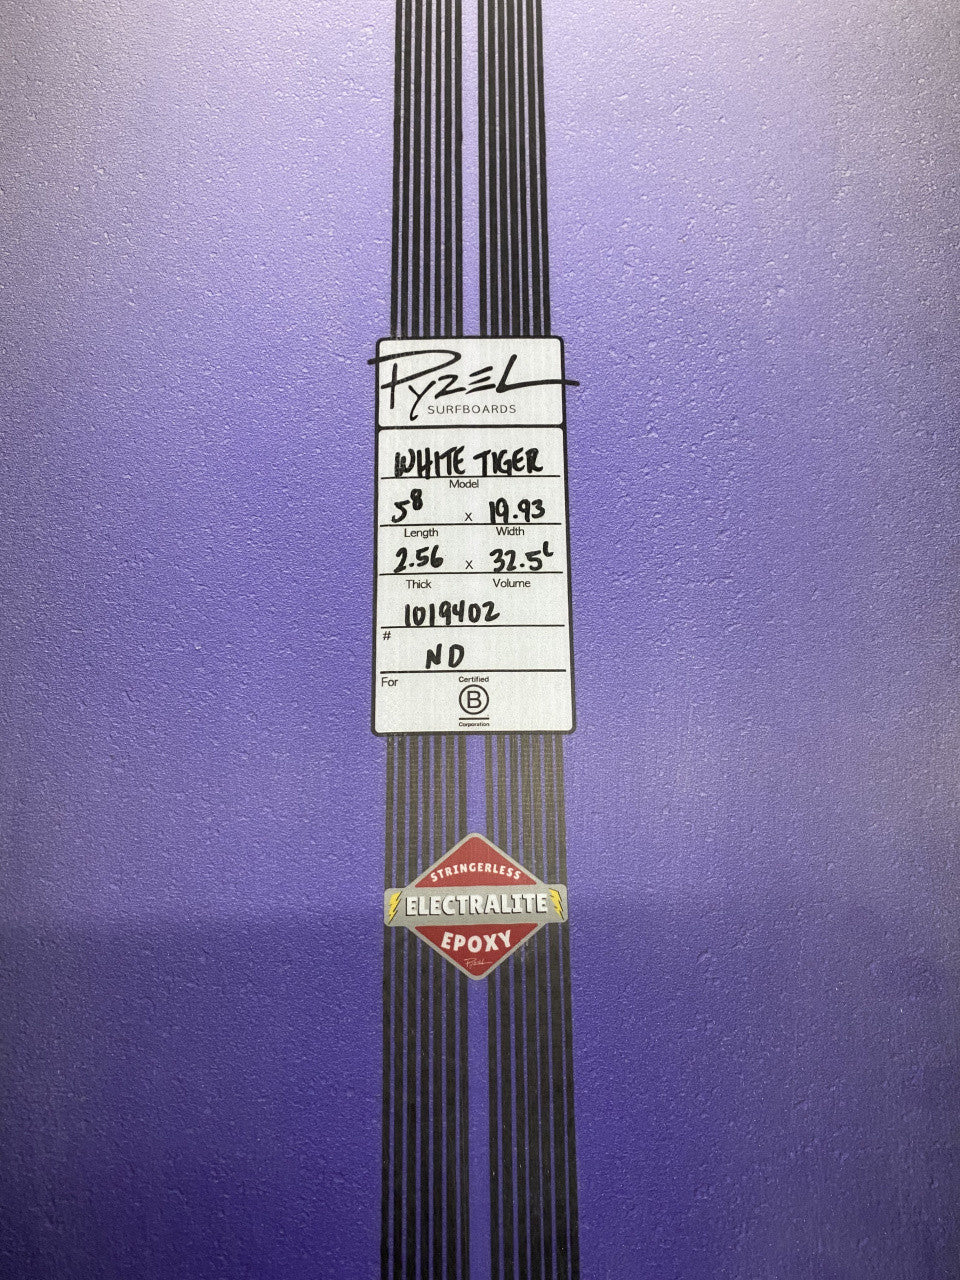 PYZEL
SURFBOARDS
WHITE TIGER
Model
5⁸ x 19.93
Length Width
2.56 x 32.5ᴸ
Thick Volume
1019402
#
ND
For
Certified
B
Corporation
STRINGERLESS
ELECTRALITE
EPOXY
Pyzel